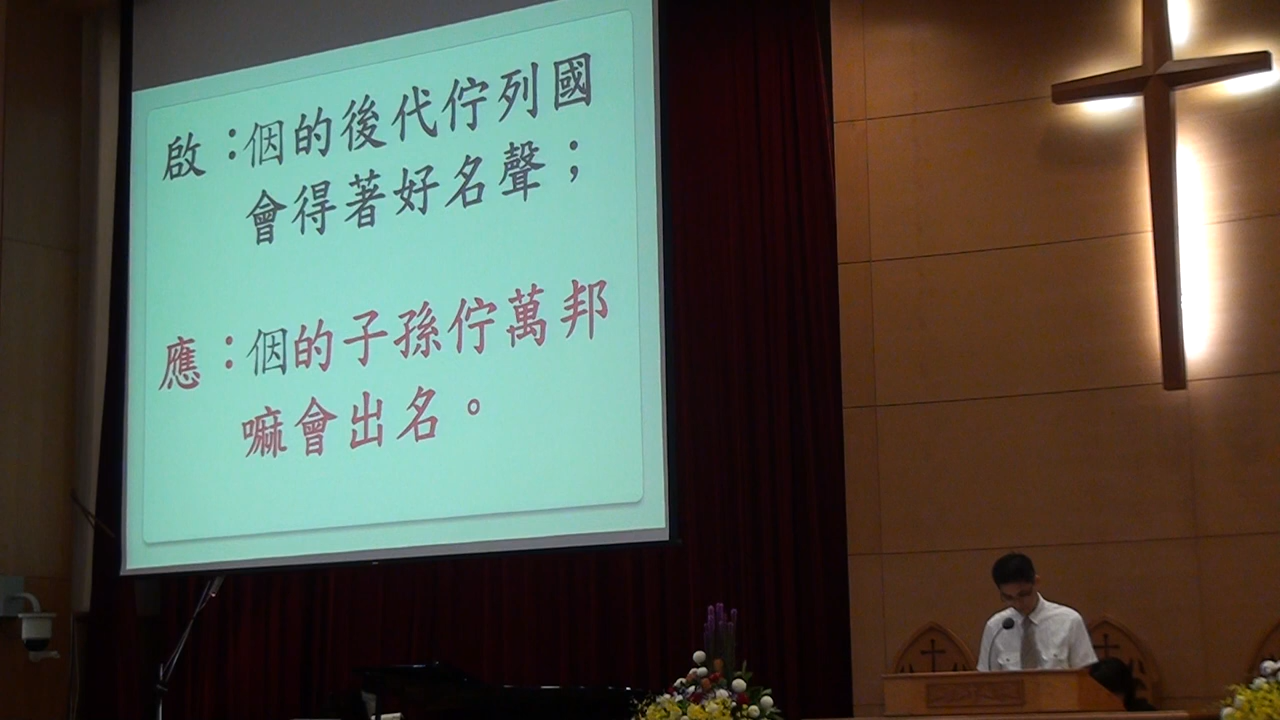 啟：個的後代佇列國
會得著好名聲；
應：個的子孫佇萬邦
嘛會出名。